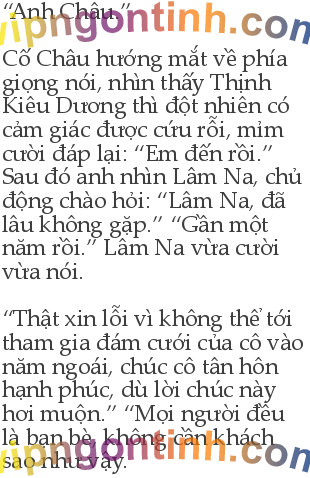 “Anh Châu.”
vipngontinh.com
Cố Châu hướng mắt về phía
giọng nói, nhìn thấy Thịnh
Kiêu Dương thì đột nhiên có
cảm giác được cứu rỗi, mỉm
cười đáp lại: “Em đến rồi.”
Sau đó anh nhìn Lâm Na, chủ
động chào hỏi: “Lâm Na, đã
lâu không gặp.” “Gần một
năm rồi.” Lâm Na vừa cười
vừa nói.
“Thật xin lỗi vì không thể tới
tham gia đám cưới của cô vào
năm ngoái, chúc cô tân hôn
hạnh phúc, dù lời chúc này
hơi muộn.” “Mọi người đều
là bạn bè, không cần khách
sao như vậy.
vipngontinh.com